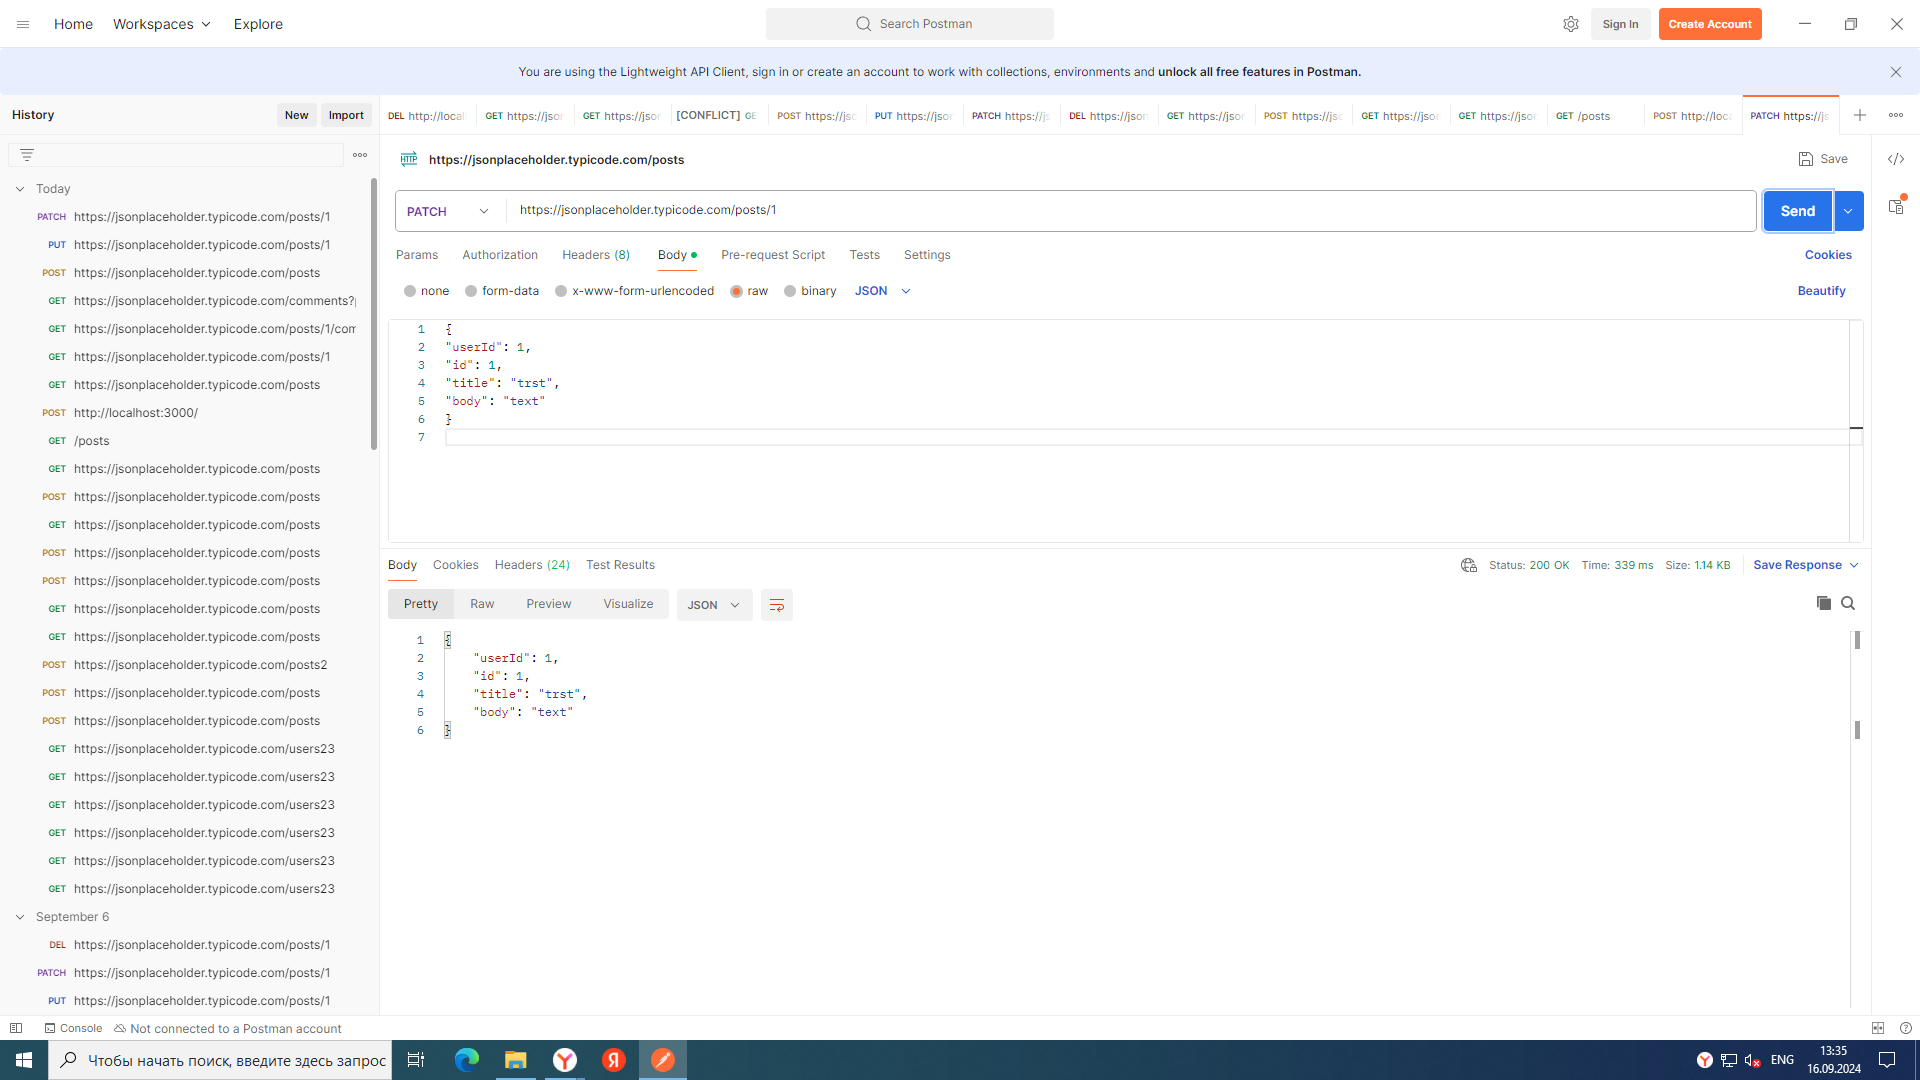 Home Workspaces Explore Search Postman Sign In Create Account
You are using the Lightweight API Client, sign in or create an account to work with collections, environments and unlock all free features in Postman.
History New Import
DEL http://local GET https://jsor GET https://jsor [CONFLICT] GE POST https://jsc PUT https://jsor PATCH https://js DEL https://json GET https://jsor POST https://jsc GET https://jsor GET https://jsor GET /posts POST http://loca PATCH https://js
Today
PATCH https://jsonplaceholder.typicode.com/posts/1
PUT https://jsonplaceholder.typicode.com/posts/1
POST https://jsonplaceholder.typicode.com/posts
GET https://jsonplaceholder.typicode.com/comments?
GET https://jsonplaceholder.typicode.com/posts/1/com
GET https://jsonplaceholder.typicode.com/posts/1
GET https://jsonplaceholder.typicode.com/posts
POST http://localhost:3000/
GET /posts
GET https://jsonplaceholder.typicode.com/posts
POST https://jsonplaceholder.typicode.com/posts
GET https://jsonplaceholder.typicode.com/posts
POST https://jsonplaceholder.typicode.com/posts
POST https://jsonplaceholder.typicode.com/posts
GET https://jsonplaceholder.typicode.com/posts
GET https://jsonplaceholder.typicode.com/posts
POST https://jsonplaceholder.typicode.com/posts2
POST https://jsonplaceholder.typicode.com/posts
POST https://jsonplaceholder.typicode.com/posts
GET https://jsonplaceholder.typicode.com/users23
GET https://jsonplaceholder.typicode.com/users23
GET https://jsonplaceholder.typicode.com/users23
GET https://jsonplaceholder.typicode.com/users23
GET https://jsonplaceholder.typicode.com/users23
GET https://jsonplaceholder.typicode.com/users23
September 6
DEL https://jsonplaceholder.typicode.com/posts/1
PATCH https://jsonplaceholder.typicode.com/posts/1
PUT https://jsonplaceholder.typicode.com/posts/1
HTTP https://jsonplaceholder.typicode.com/posts Save
PATCH https://jsonplaceholder.typicode.com/posts/1 Send
Params Authorization Headers (8) Body Pre-request Script Tests Settings Cookies
none form-data x-www-form-urlencoded raw binary JSON Beautify
1 {
2 "userId": 1,
3 "id": 1,
4 "title": "trst",
5 "body": "text"
6 }
7
Body Cookies Headers (24) Test Results Status: 200 OK Time: 339 ms Size: 1.14 KB Save Response
Pretty Raw Preview Visualize JSON
1 {
2 "userId": 1,
3 "id": 1,
4 "title": "trst",
5 "body": "text"
6 }
Console Not connected to a Postman account
Чтобы начать поиск, введите здесь запрос
ENG
13:35
16.09.2024